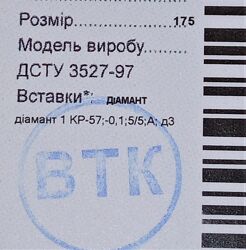 Розмір.................. 175
Модель виробу........
ДСТУ 3527-97
Вставки*: ДІАМАНТ
діамант 1 КР-57;-0,1;5/5;А; д3
ВТК